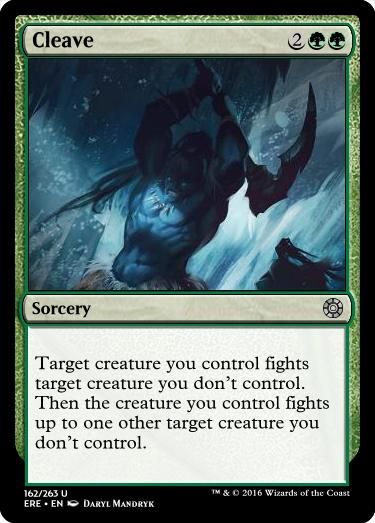 Cleave 2
Sorcery
Target creature you control fights
target creature you don't control.
Then the creature you control fights
up to one other target creature you
don't control.
162/263 U
ERE • EN DARYL MANDRYK
™ & © 2016 Wizards of the Coast